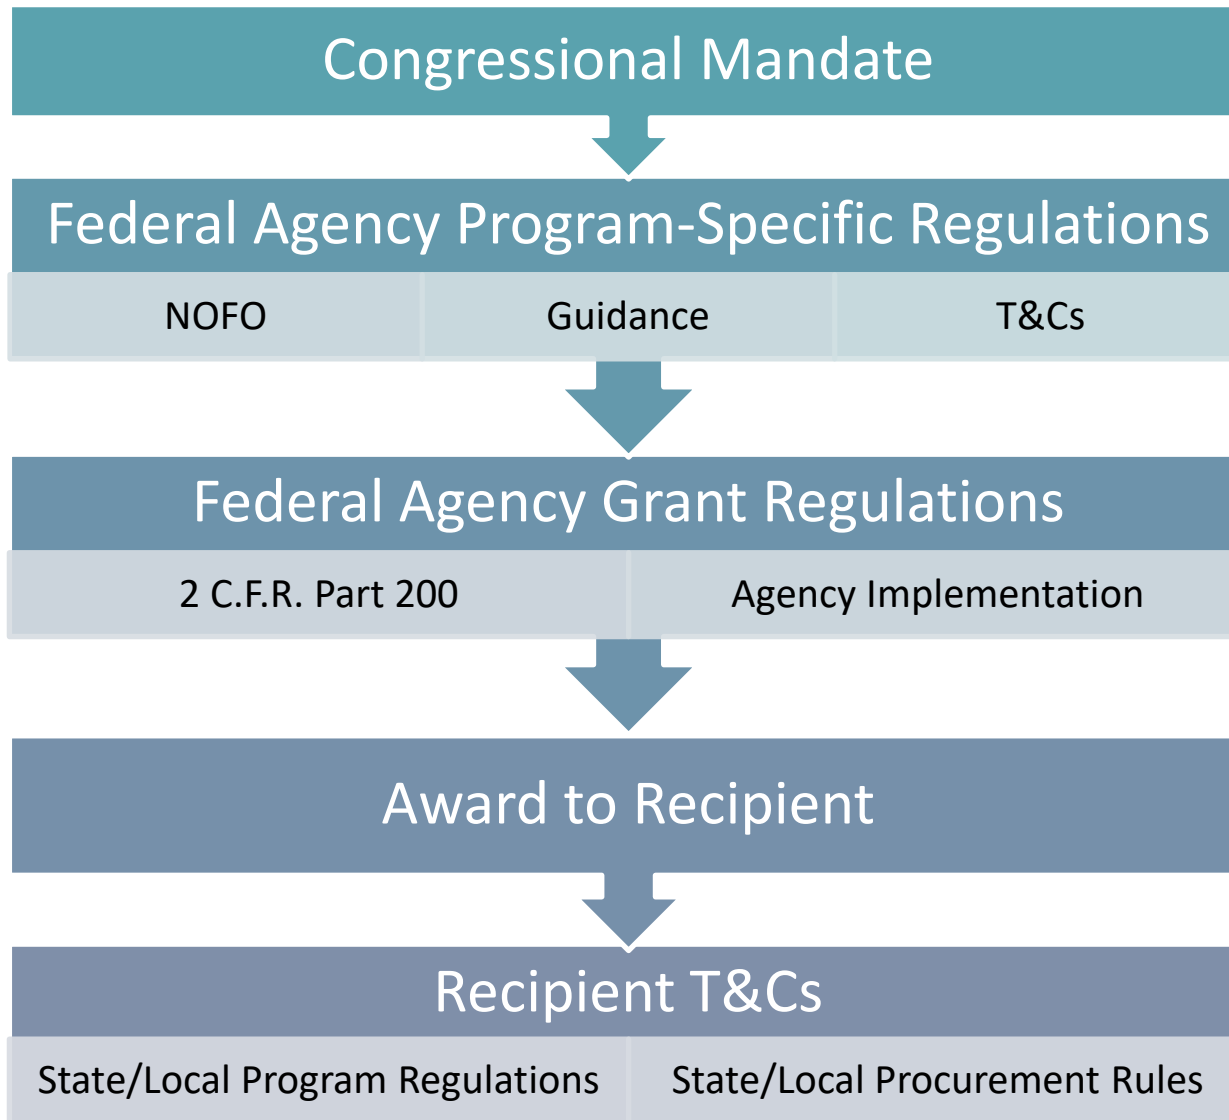 Congressional Mandate
Federal Agency Program-Specific Regulations
NOFO
Guidance
T&Cs
Federal Agency Grant Regulations
2 C.F.R. Part 200
Agency Implementation
Award to Recipient
Recipient T&Cs
State/Local Program Regulations
State/Local Procurement Rules